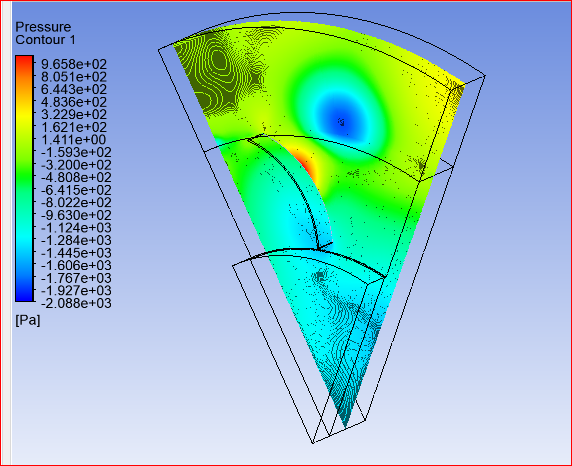 Pressure
Contour 1
9.658e+02
8.051e+02
6.443e+02
4.836e+02
3.229e+02
1.621e+02
1.411e+00
-1.593e+02
-3.200e+02
-4.808e+02
-6.415e+02
-8.022e+02
-9.630e+02
-1.124e+03
-1.284e+03
-1.445e+03
-1.606e+03
-1.767e+03
-1.927e+03
-2.088e+03
[Pa]